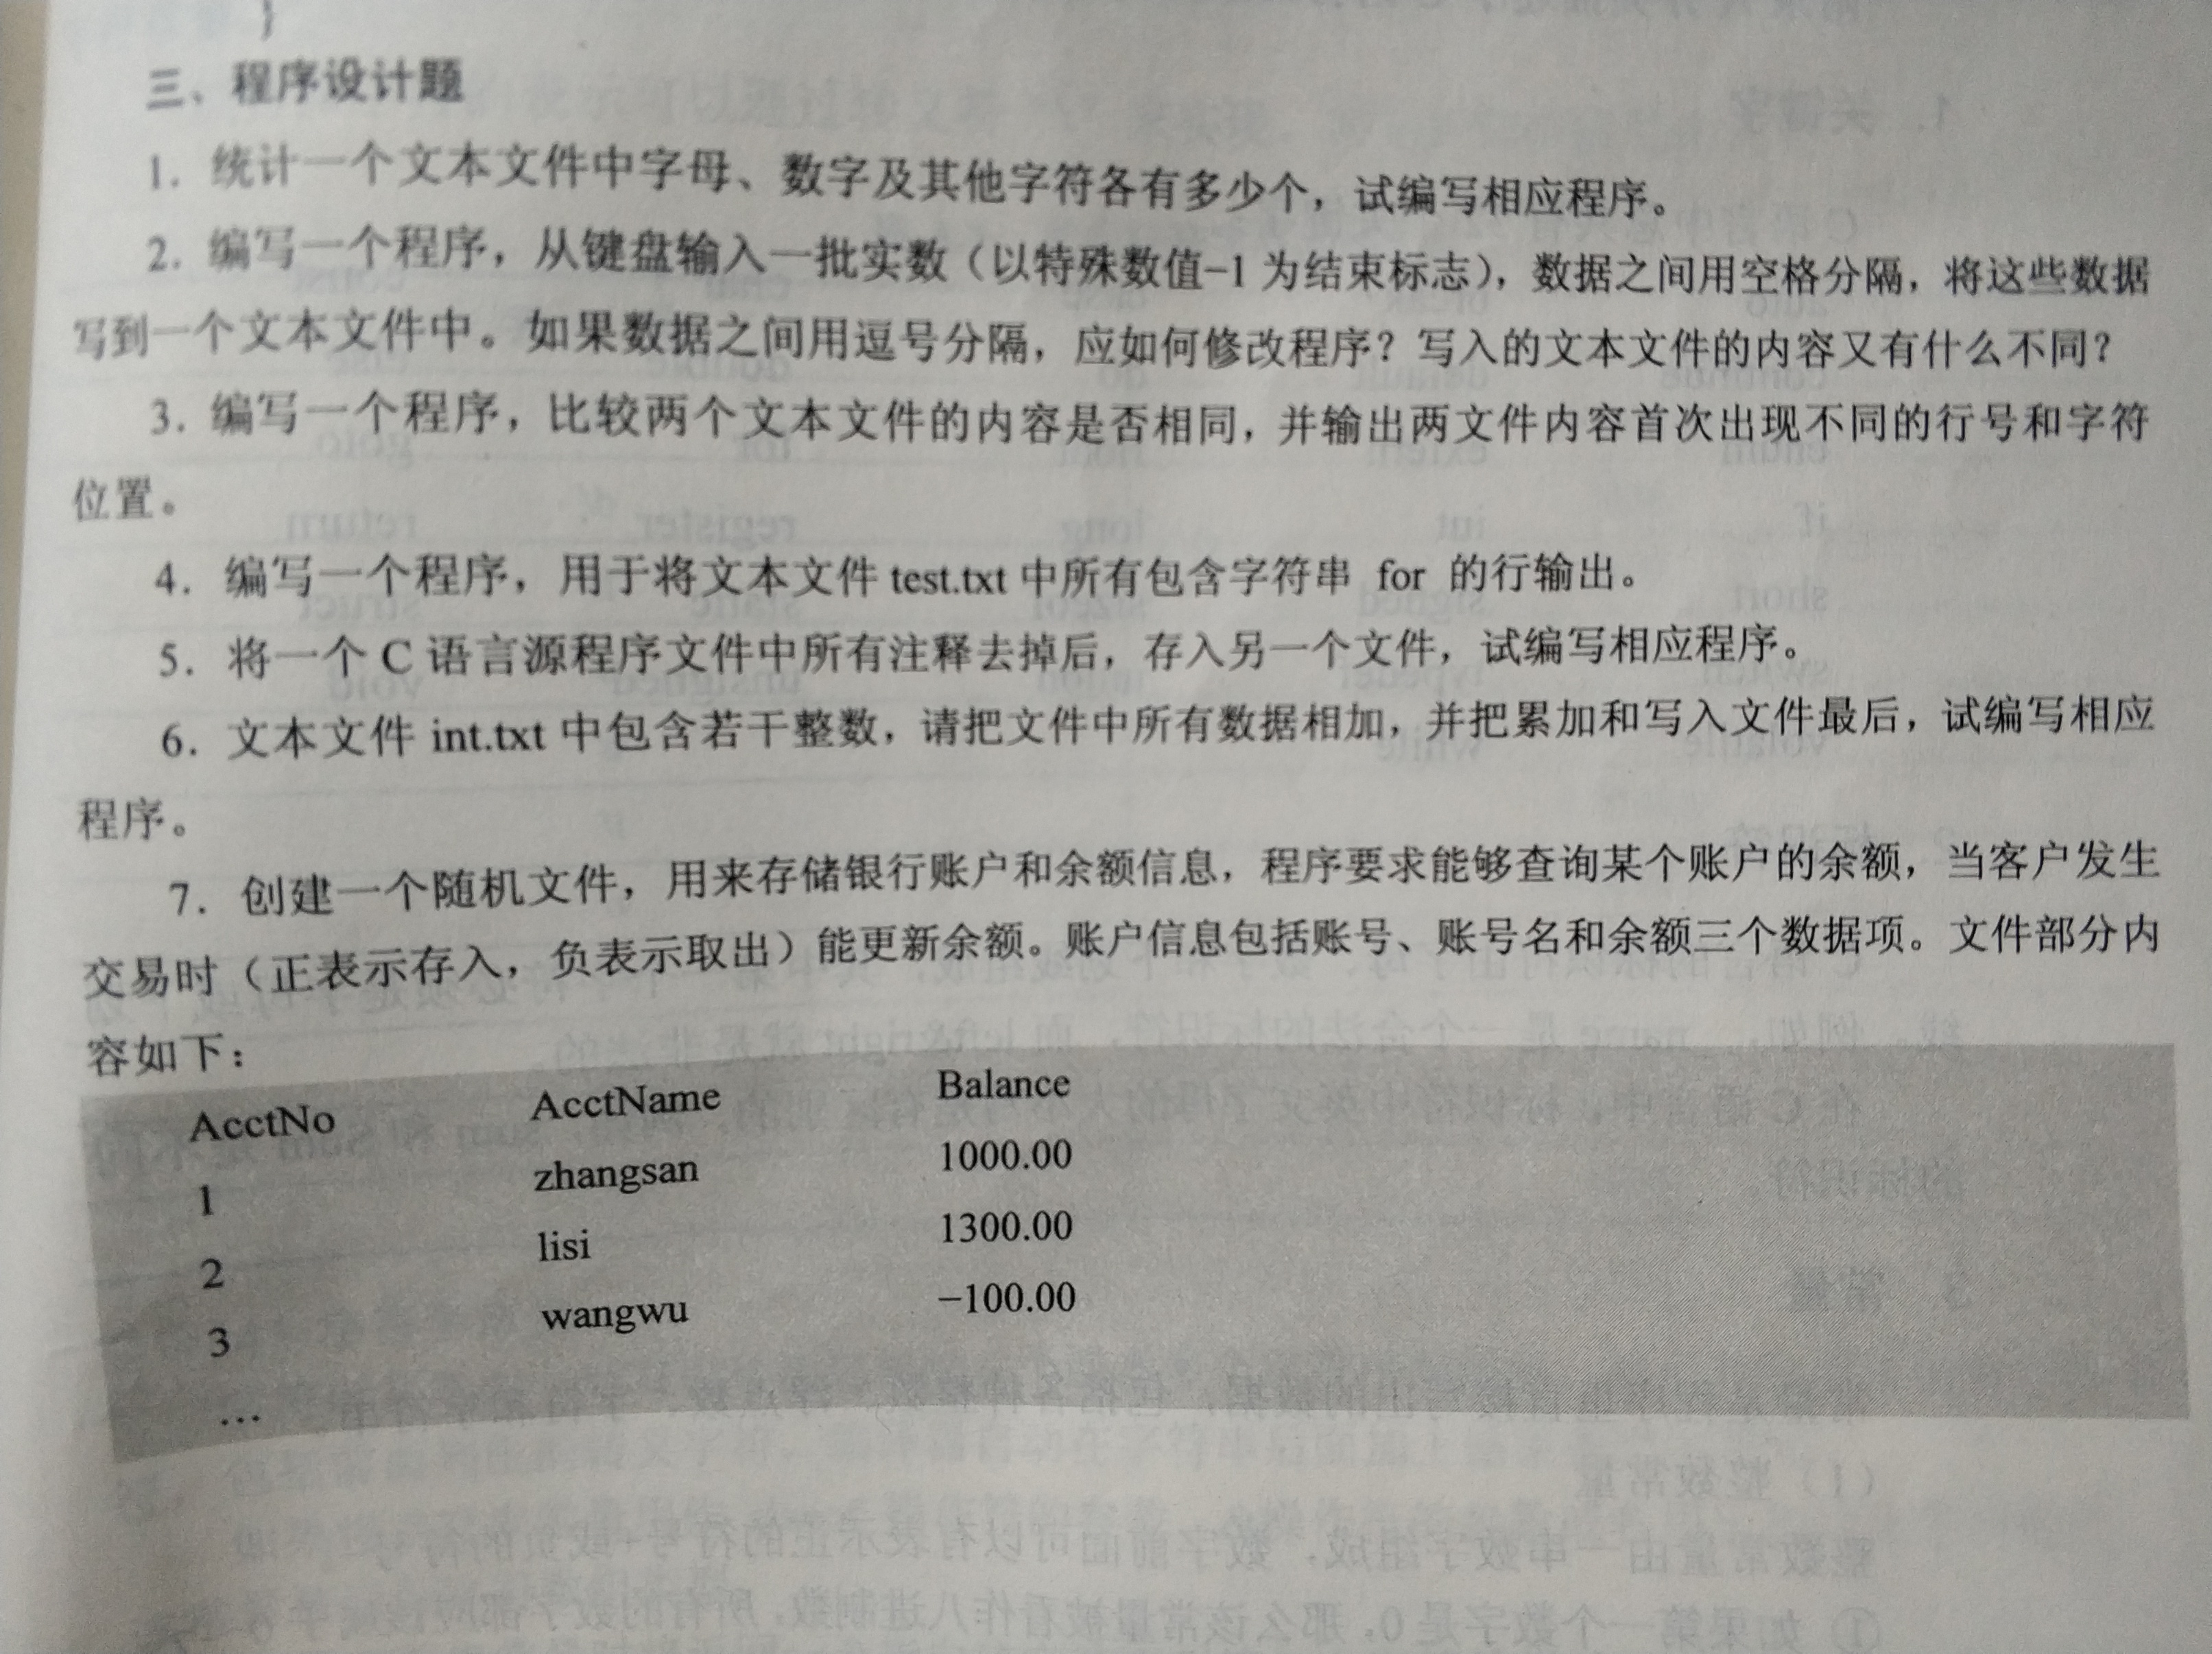 }
三、程序设计题
1. 统计一个文本文件中字母、数字及其他字符各有多少个，试编写相应程序。
2. 编写一个程序，从键盘输入一批实数（以特殊数值-1为结束标志），数据之间用空格分隔，将这些数据
写到一个文本文件中。如果数据之间用逗号分隔，应如何修改程序？写入的文本文件的内容又有什么不同？
3. 编写一个程序，比较两个文本文件的内容是否相同，并输出两文件内容首次出现不同的行号和字符
位置。
4. 编写一个程序，用于将文本文件 test.txt 中所有包含字符串 for 的行输出。
5. 将一个 C 语言源程序文件中所有注释去掉后，存入另一个文件，试编写相应程序。
6. 文本文件 int.txt 中包含若干整数，请把文件中所有数据相加，并把累加和写入文件最后，试编写相应
程序。
7. 创建一个随机文件，用来存储银行账户和余额信息，程序要求能够查询某个账户的余额，当客户发生
交易时（正表示存入，负表示取出）能更新余额。账户信息包括账号、账号名和余额三个数据项。文件部分内
容如下：
AcctNo AcctName Balance
1 zhangsan 1000.00
2 lisi 1300.00
3 wangwu −100.00
…